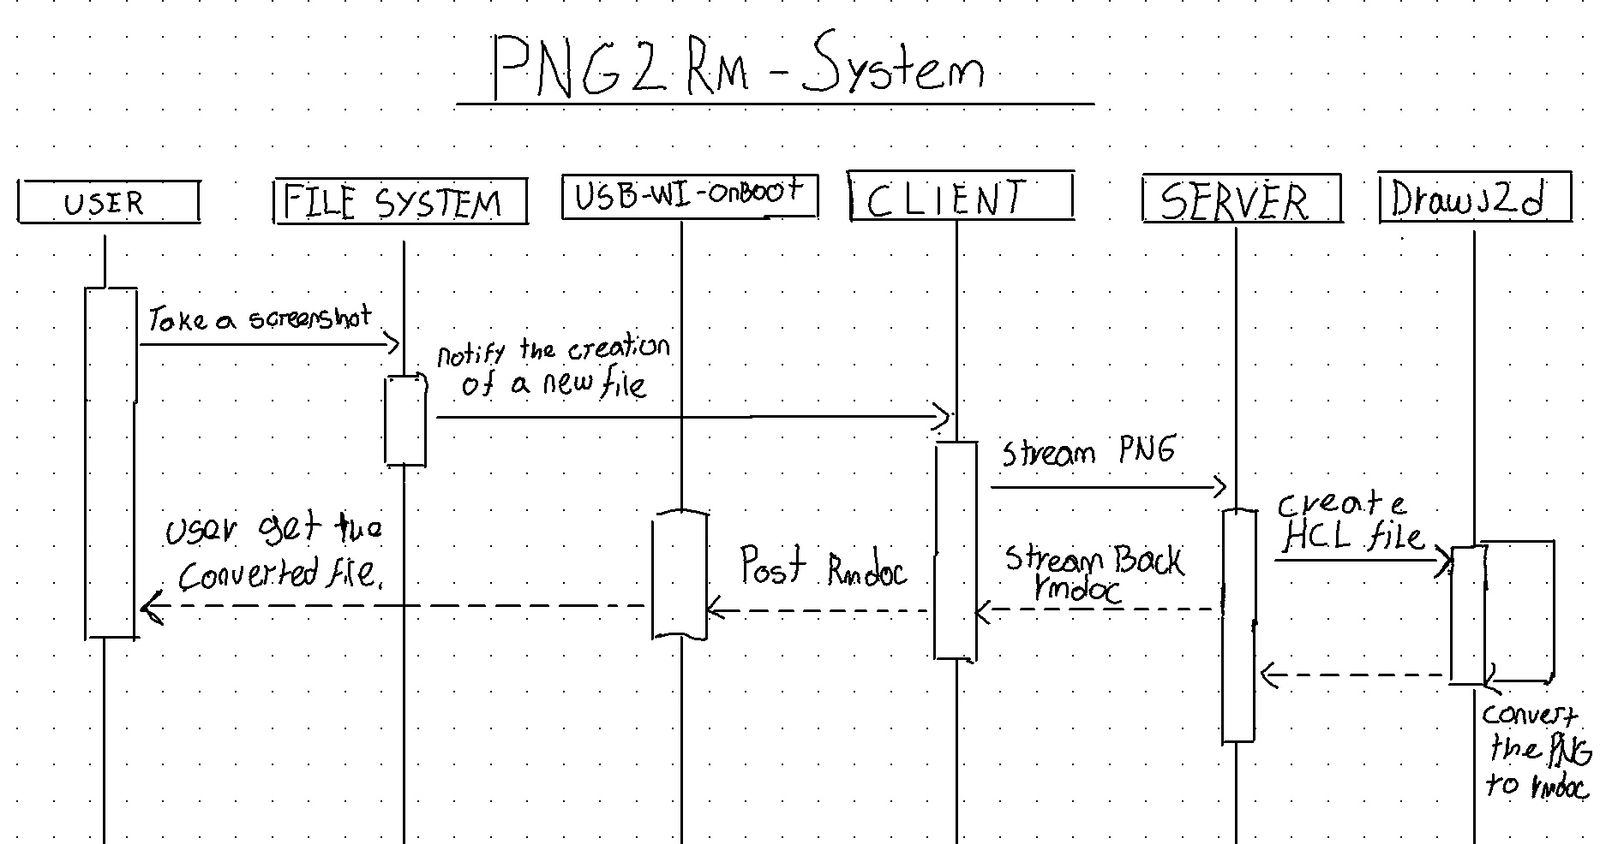 PNG2Rm-System
USER
FILE SYSTEM
USB-WI-OnBoot
CLIENT
SERVER
DrawJ2d
Take a screenshot
notify the creation
of a new file
Stream PNG
create
HCL file
User get the
Converted file.
Post Rmdoc
Stream Back
rmdoc
convert
the PNG
to rmdoc